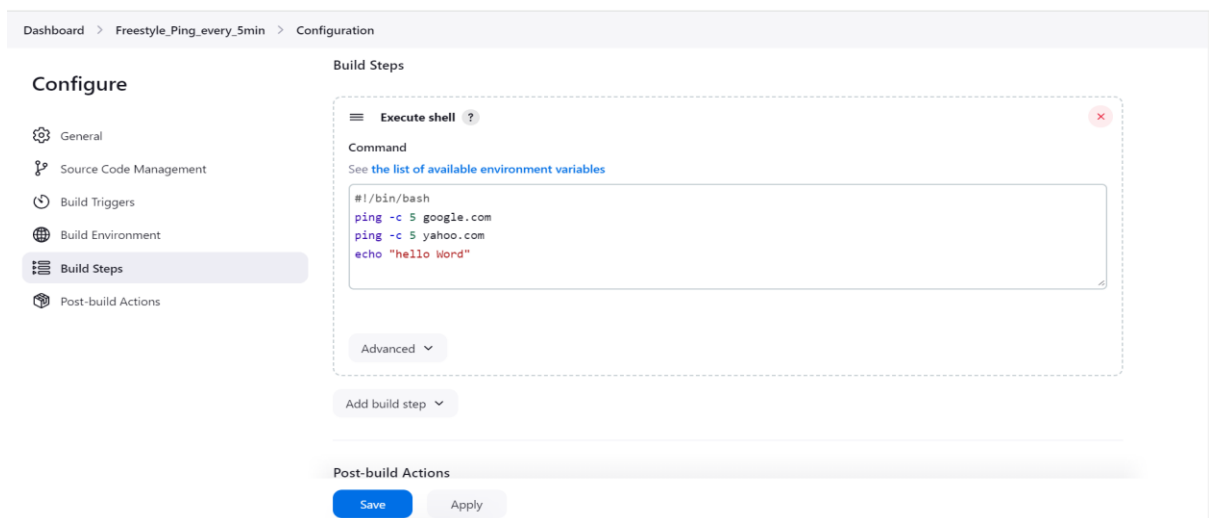 Dashboard > Freestyle_Ping_every_5min > Configuration
Configure
General
Source Code Management
Build Triggers
Build Environment
Build Steps
Post-build Actions
Build Steps
Execute shell ?
Command
See the list of available environment variables
#!/bin/bash
ping -c 5 google.com
ping -c 5 yahoo.com
echo "hello Word"
Advanced
Add build step
Post-build Actions
Save Apply